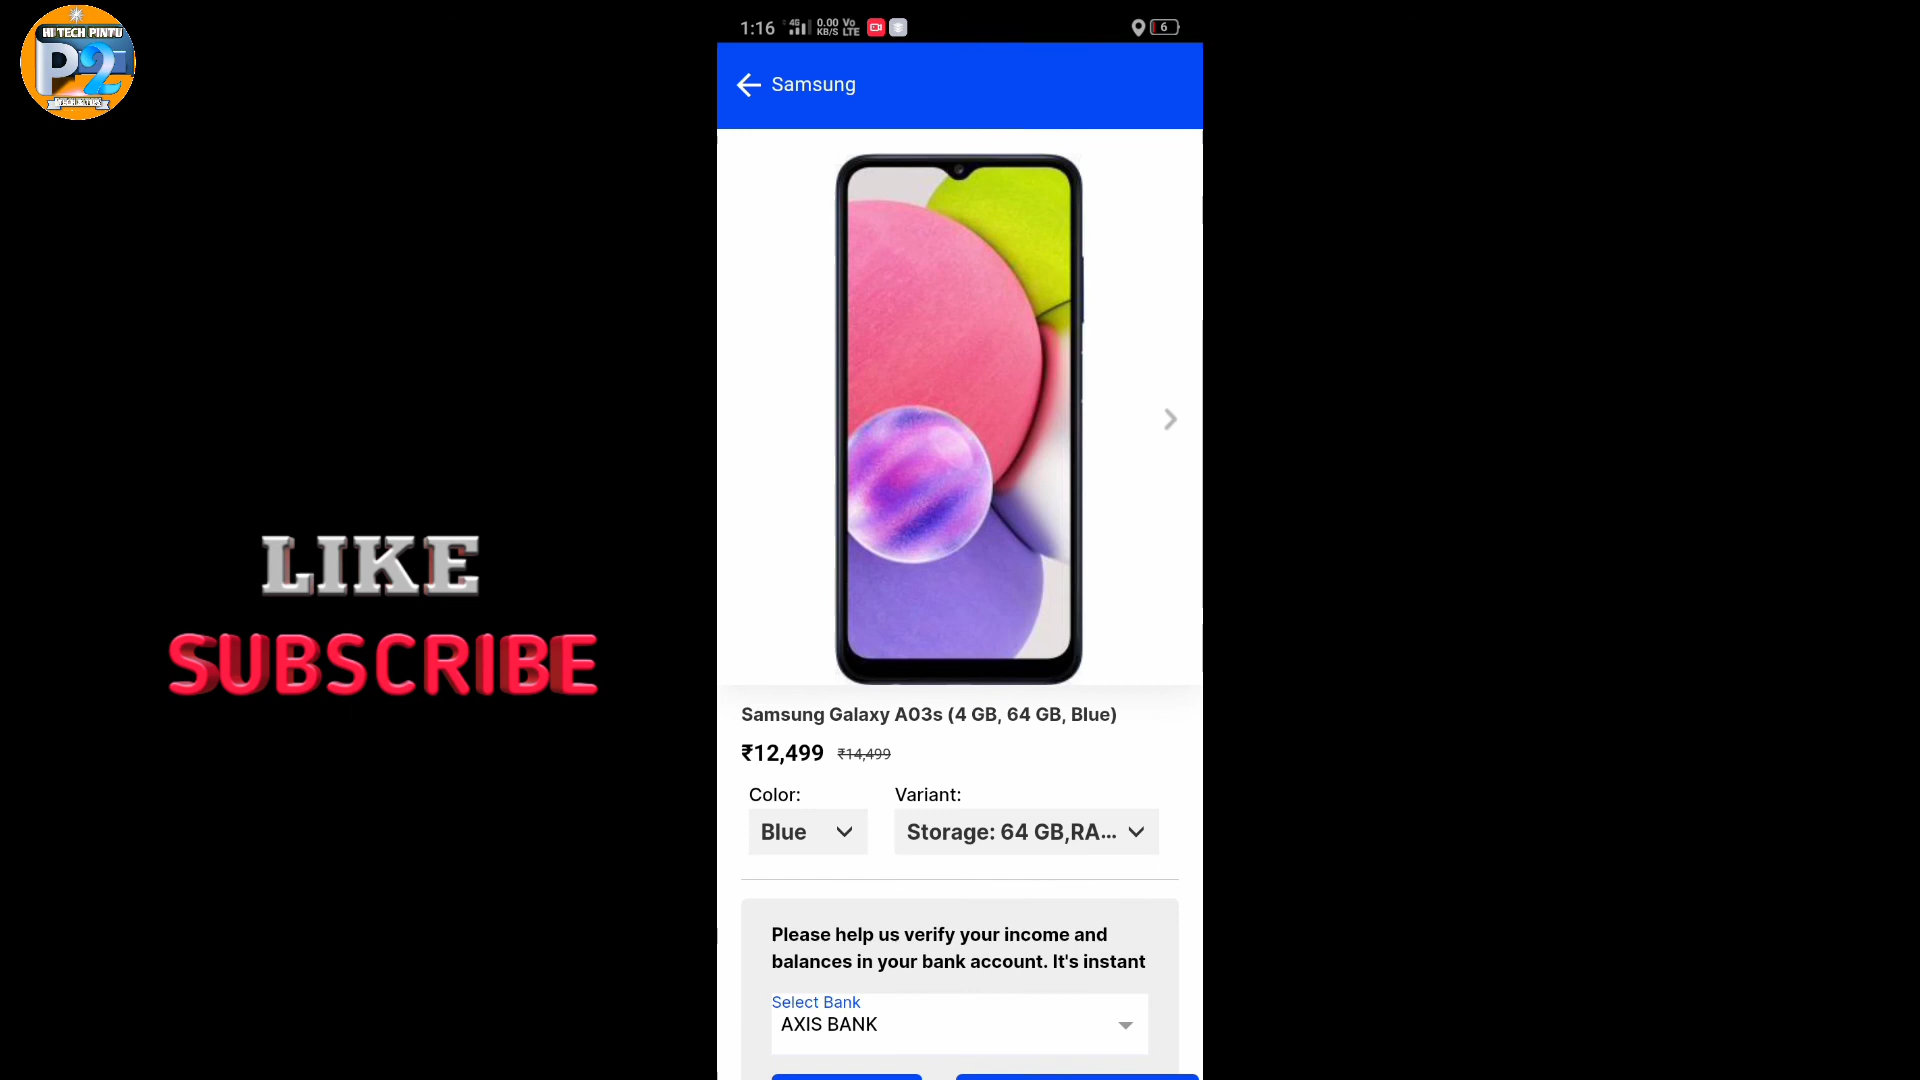 HI TECH PINTU
P2
1:16
4G
0.00 KB/S
Vo LTE
6
Samsung
LIKE
SUBSCRIBE
Samsung Galaxy A03s (4 GB, 64 GB, Blue)
₹12,499 ₹14,499
Color: Variant:
Blue Storage: 64 GB,RA...
Please help us verify your income and
balances in your bank account. It's instant
Select Bank
AXIS BANK